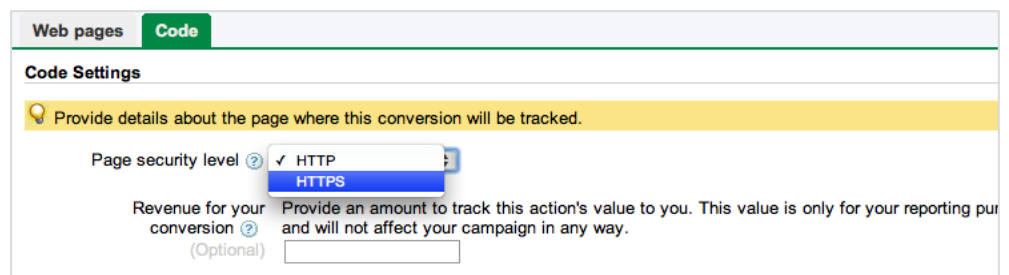 Web pages Code
Code Settings
Provide details about the page where this conversion will be tracked.
Page security level ? ✓ HTTP
HTTPS
Revenue for your Provide an amount to track this action's value to you. This value is only for your reporting
conversion ? and will not affect your campaign in any way.
(Optional)